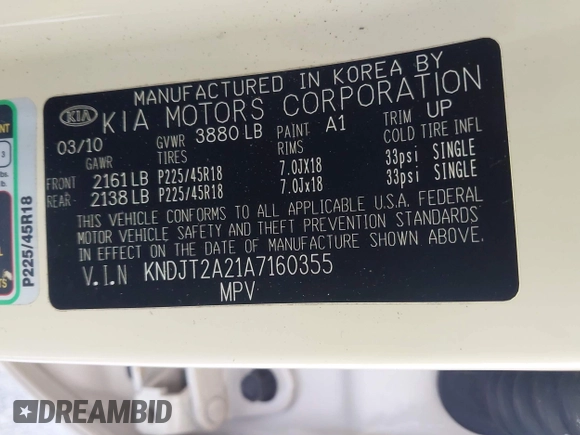 MANUFACTURED IN KOREA BY
KIA KIA MOTORS CORPORATION
03/10 GVWR 3880 LB PAINT A1 TRIM UP
GAWR TIRES RIMS COLD TIRE INFL
FRONT 2161 LB P225/45R18 7.0JX18 33psi SINGLE
REAR 2138 LB P225/45R18 7.0Jx18 33psi SINGLE
THIS VEHICLE CONFORMS TO ALL APPLICABLE U.S.A. FEDERAL
MOTOR VEHICLE SAFETY AND THEFT PREVENTION STANDARDS
IN EFFECT ON THE DATE OF MANUFACTURE SHOWN ABOVE.
V.I.N KNDJT2A21A7160355
MPV
P225/45R18
DREAMBID